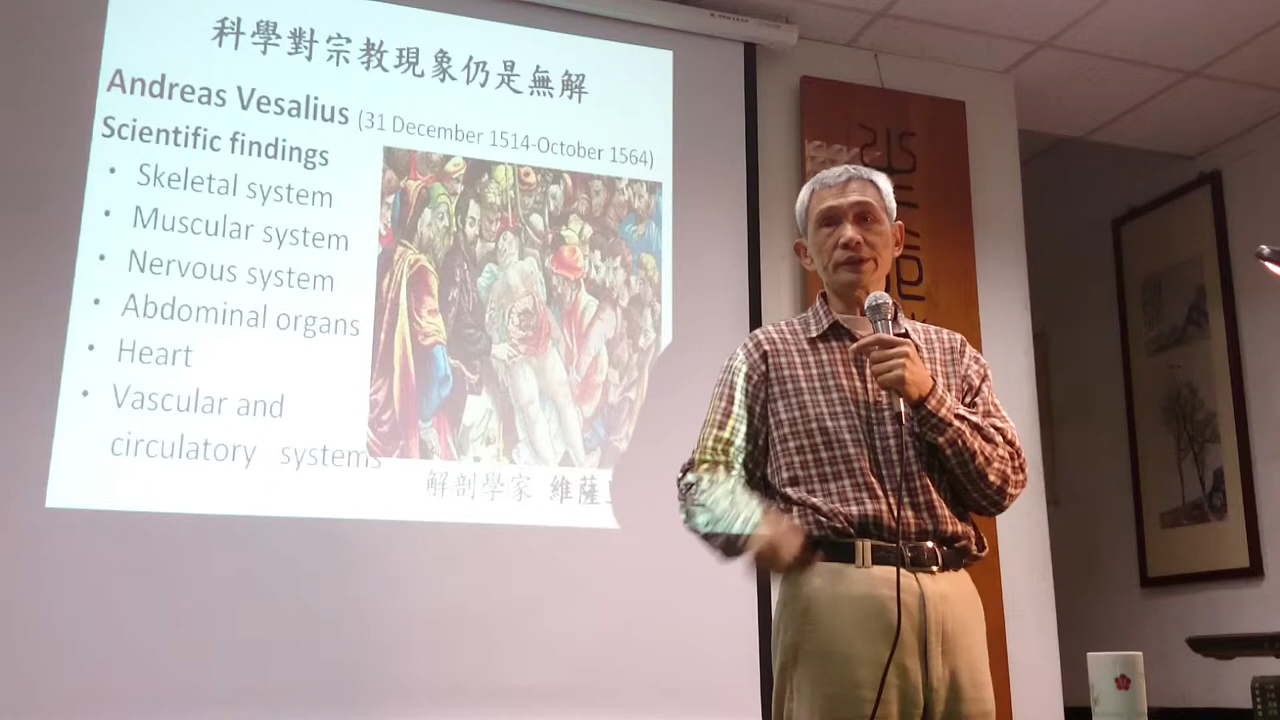 科學對宗教現象仍是無解
Andreas Vesalius (31 December 1514-October 1564)
Scientific findings
• Skeletal system
• Muscular system
• Nervous system
• Abdominal organs
• Heart
• Vascular and
circulatory systems
解剖學家 維薩